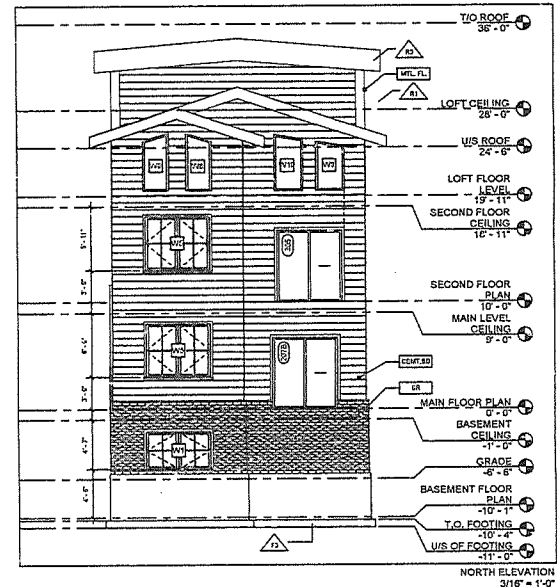 T/O ROOF
36' - 0"
R3
MTL. FL.
R1
LOFT CEILING
28' - 0"
U/S ROOF
24' - 6"
LOFT FLOOR
LEVEL
19' - 11"
SECOND FLOOR
CEILING
18' - 11"
SECOND FLOOR
PLAN
10' - 0"
MAIN LEVEL
CEILING
9' - 0"
CEMT.BD
MAIN FLOOR PLAN
0' - 0"
BASEMENT
CEILING
-1' - 0"
GRADE
-6' - 8"
BASEMENT FLOOR
PLAN
-10' - 1"
T.O. FOOTING
-10' - 4"
U/S OF FOOTING
-11' - 0"
W1
NORTH ELEVATION
3/16" = 1'-0"